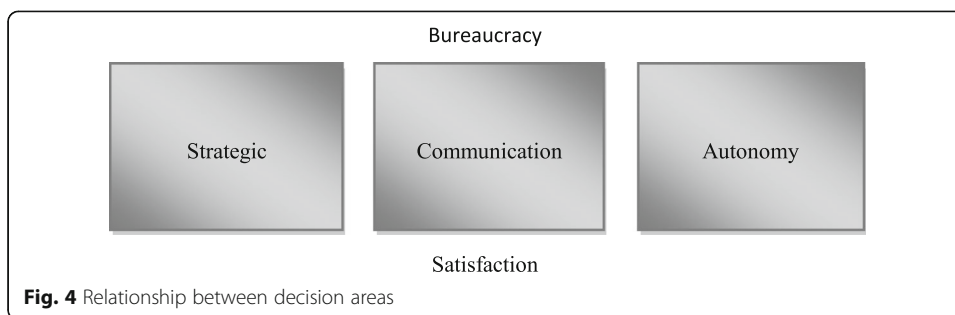 Bureaucracy
Strategic
Communication
Autonomy
Satisfaction
Fig. 4 Relationship between decision areas